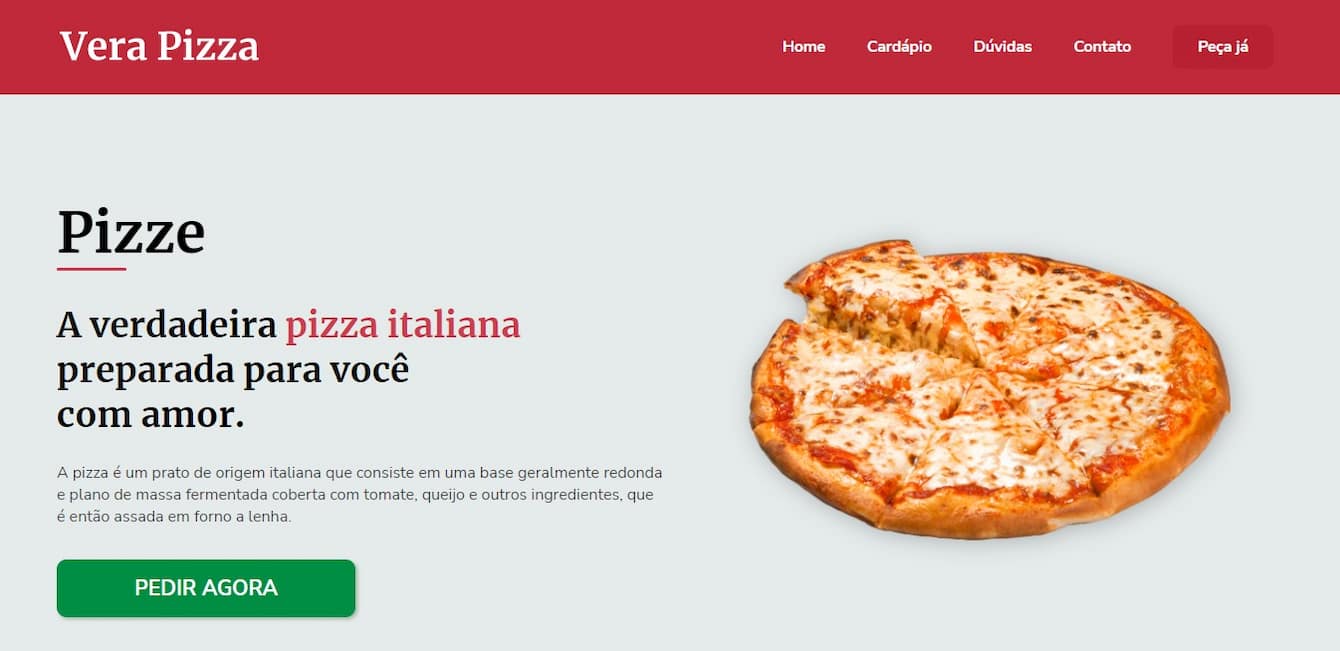 Vera Pizza
Home Cardápio Dúvidas Contato Peça já
Pizze
A verdadeira pizza italiana
preparada para você
com amor.
A pizza é um prato de origem italiana que consiste em uma base geralmente redonda
e plano de massa fermentada coberta com tomate, queijo e outros ingredientes, que
é então assada em forno a lenha.
PEDIR AGORA